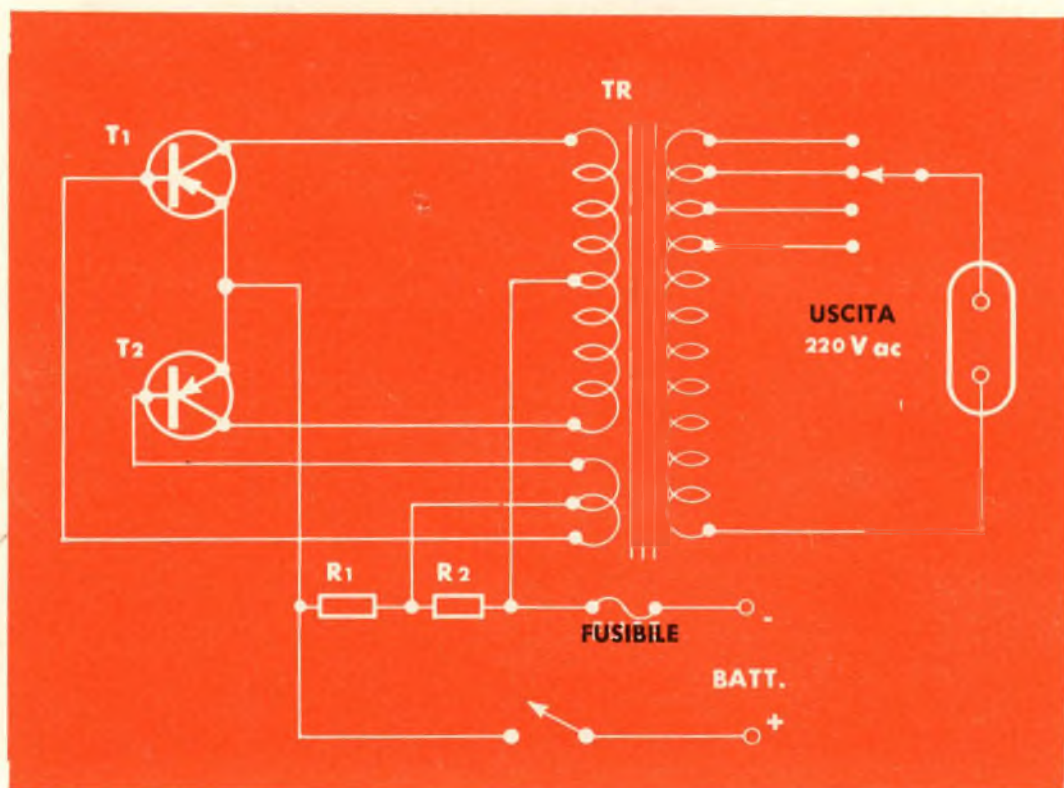 TR
T1
T2
USCITA
220 V ac
R1
R2
FUSIBILE
-
BATT.
+